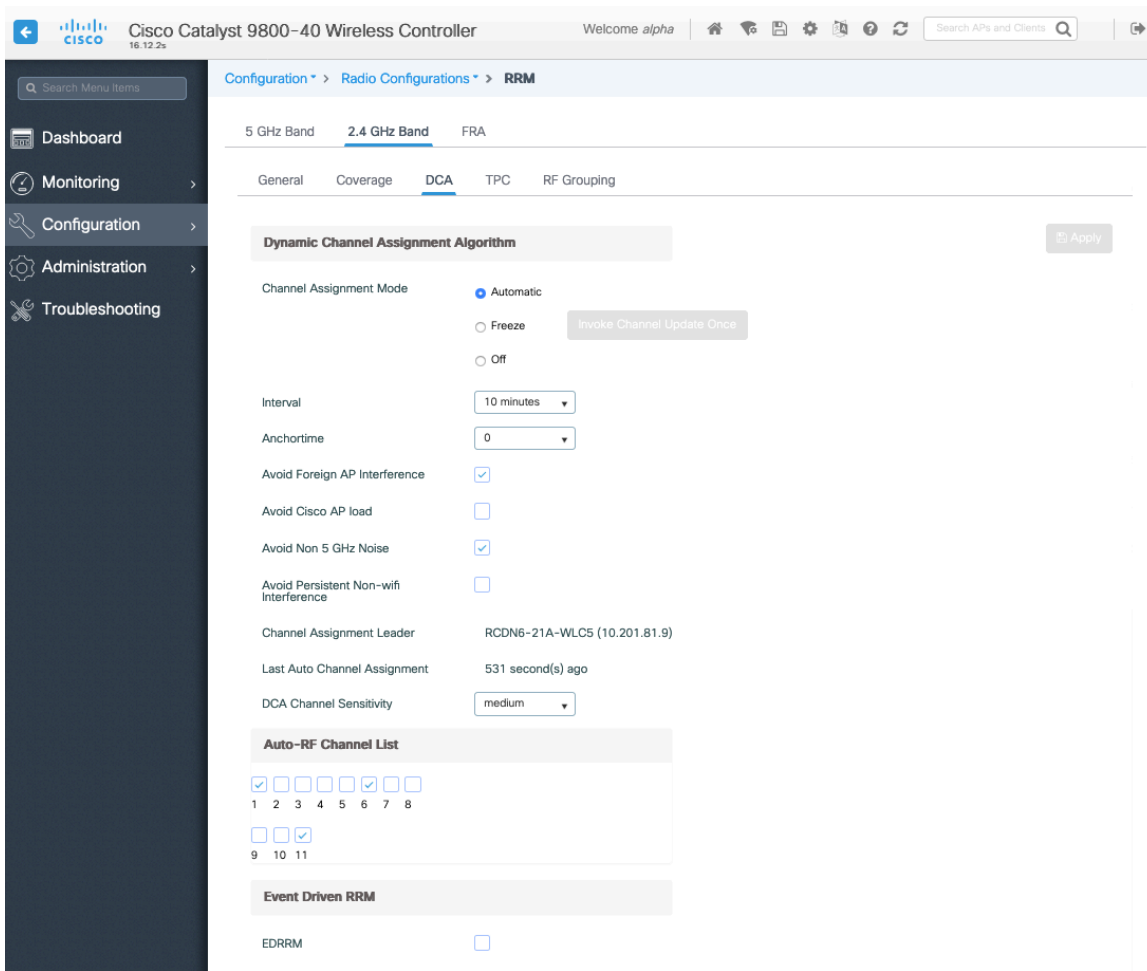 CISCO
Cisco Catalyst 9800-40 Wireless Controller
16.12.2s
Welcome alpha
Search APs and Clients
Search Menu Items
Dashboard
Monitoring
Configuration
Administration
Troubleshooting
Configuration > Radio Configurations > RRM
5 GHz Band 2.4 GHz Band FRA
General Coverage DCA TPC RF Grouping
Dynamic Channel Assignment Algorithm
Apply
Channel Assignment Mode
Automatic
Freeze
Invoke Channel Update Once
Off
Interval 10 minutes
Anchortime 0
Avoid Foreign AP Interference
Avoid Cisco AP load
Avoid Non 5 GHz Noise
Avoid Persistent Non-wifi
Interference
Channel Assignment Leader RCDN6-21A-WLC5 (10.201.81.9)
Last Auto Channel Assignment 531 second(s) ago
DCA Channel Sensitivity medium
Auto-RF Channel List
1 2 3 4 5 6 7 8
9 10 11
Event Driven RRM
EDRRM